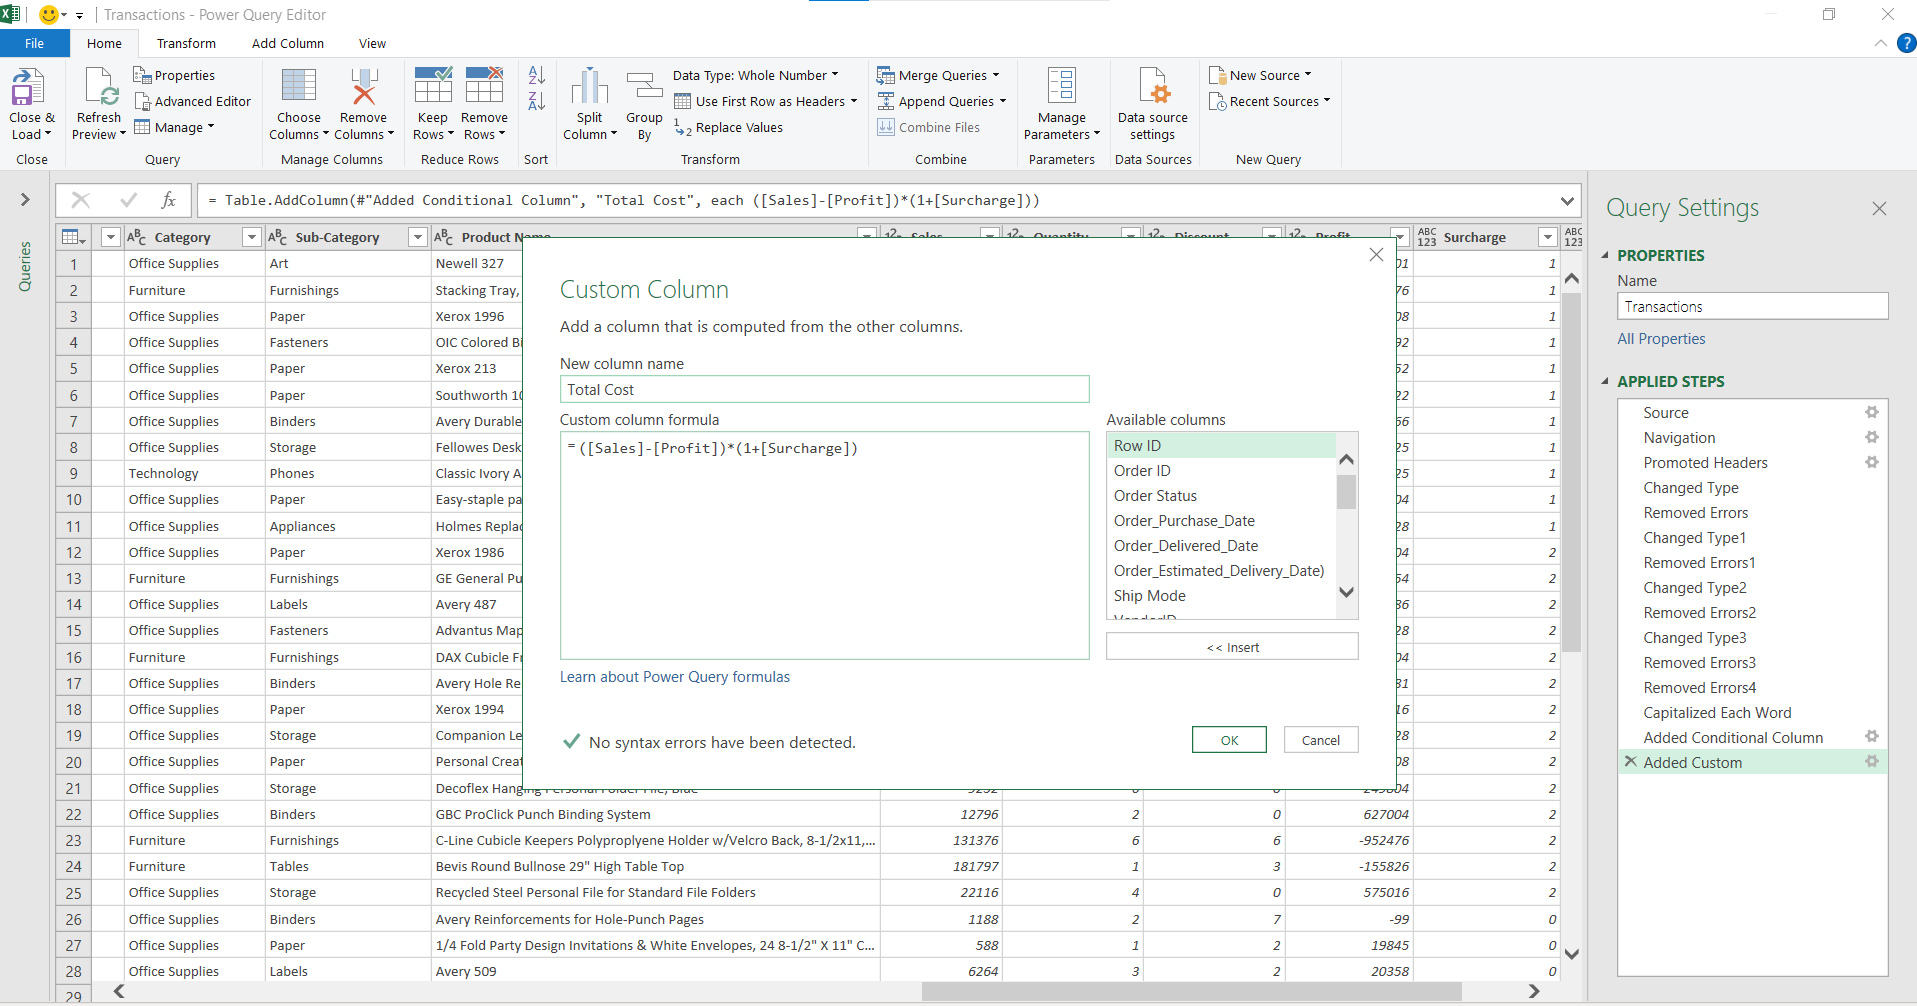 Transactions - Power Query Editor
File Home Transform Add Column View
Close & Load
Close
Refresh Preview
Properties
Advanced Editor
Manage
Query
Choose Columns
Remove Columns
Manage Columns
Keep Rows
Remove Rows
Reduce Rows
Sort
Split Column
Group By
Data Type: Whole Number
Use First Row as Headers
Replace Values
Transform
Merge Queries
Append Queries
Combine Files
Combine
Manage Parameters
Parameters
Data source settings
Data Sources
New Source
Recent Sources
New Query
Queries
fx = Table.AddColumn(#"Added Conditional Column", "Total Cost", each ([Sales]-[Profit])*(1+[Surcharge]))
Category Sub-Category Product Name Sales Quantity Discount Profit ABC 123 Surcharge ABC 123
1 Office Supplies Art Newell 327 01 1
2 Furniture Furnishings Stacking Tray, 76 1
3 Office Supplies Paper Xerox 1996 08 1
4 Office Supplies Fasteners OIC Colored Bi 92 1
5 Office Supplies Paper Xerox 213 52 1
6 Office Supplies Paper Southworth 10 22 1
7 Office Supplies Binders Avery Durable 66 1
8 Office Supplies Storage Fellowes Desk 25 1
9 Technology Phones Classic Ivory A 25 1
10 Office Supplies Paper Easy-staple pa 04 1
11 Office Supplies Appliances Holmes Replac 28 1
12 Office Supplies Paper Xerox 1986 04 2
13 Furniture Furnishings GE General Pu 54 2
14 Office Supplies Labels Avery 487 36 2
15 Office Supplies Fasteners Advantus Map 28 2
16 Furniture Furnishings DAX Cubicle Fr 04 2
17 Office Supplies Binders Avery Hole Re 31 2
18 Office Supplies Paper Xerox 1994 16 2
19 Office Supplies Storage Companion Le 28 2
20 Office Supplies Paper Personal Creat 08 2
21 Office Supplies Storage Decoflex Hanging Personal Folder File, Blue 2
22 Office Supplies Binders GBC ProClick Punch Binding System 12796 2 0 627004 2
23 Furniture Furnishings C-Line Cubicle Keepers Polyproplyene Holder w/Velcro Back, 8-1/2x11,... 131376 6 6 -952476 2
24 Furniture Tables Bevis Round Bullnose 29" High Table Top 181797 1 3 -155826 2
25 Office Supplies Storage Recycled Steel Personal File for Standard File Folders 22116 4 0 575016 2
26 Office Supplies Binders Avery Reinforcements for Hole-Punch Pages 1188 2 7 -99 0
27 Office Supplies Paper 1/4 Fold Party Design Invitations & White Envelopes, 24 8-1/2" X 11" C... 588 1 2 19845 0
28 Office Supplies Labels Avery 509 6264 3 2 20358 0
29
Custom Column
Add a column that is computed from the other columns.
New column name
Total Cost
Custom column formula
= ([Sales]-[Profit])*(1+[Surcharge])
Available columns
Row ID
Order ID
Order Status
Order_Purchase_Date
Order_Delivered_Date
Order_Estimated_Delivery_Date)
Ship Mode
VendorID
<< Insert
Learn about Power Query formulas
No syntax errors have been detected.
OK Cancel
Query Settings
PROPERTIES
Name
Transactions
All Properties
APPLIED STEPS
Source
Navigation
Promoted Headers
Changed Type
Removed Errors
Changed Type1
Removed Errors1
Changed Type2
Removed Errors2
Changed Type3
Removed Errors3
Removed Errors4
Capitalized Each Word
Added Conditional Column
Added Custom